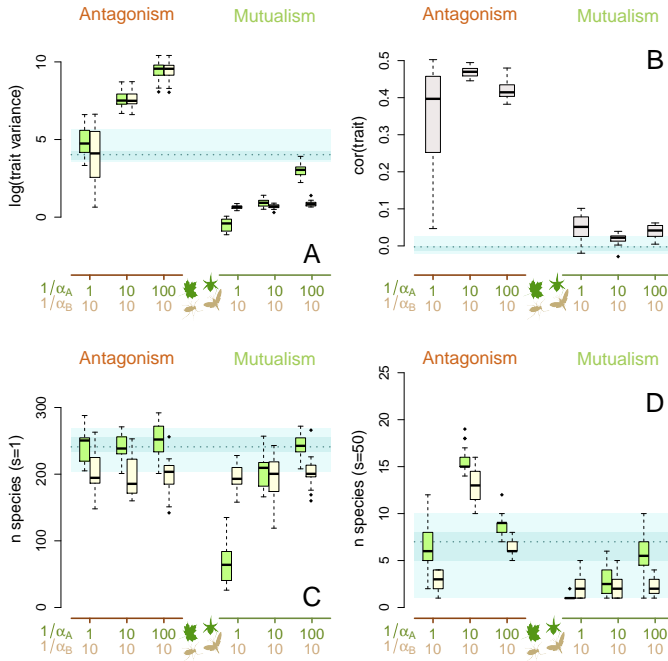 Antagonism Mutualism
log(trait variance)
10
5
0
A
1/αA 1 10 100 1 10 100
1/αB 10 10 10 10 10 10
Antagonism Mutualism
cor(trait)
0.5
0.4
0.3
0.2
0.1
0.0
B
1/αA 1 10 100 1 10 100
1/αB 10 10 10 10 10 10
Antagonism Mutualism
n species (s=1)
300
200
100
0
C
1/αA 1 10 100 1 10 100
1/αB 10 10 10 10 10 10
Antagonism Mutualism
n species (s=50)
25
20
15
10
5
0
D
1/αA 1 10 100 1 10 100
1/αB 10 10 10 10 10 10